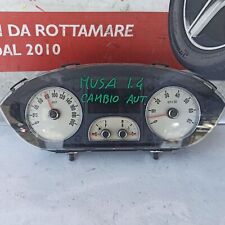 I DA ROTTAMARE
DAL 2010
MUSA 1.4
CAMBIO AUT